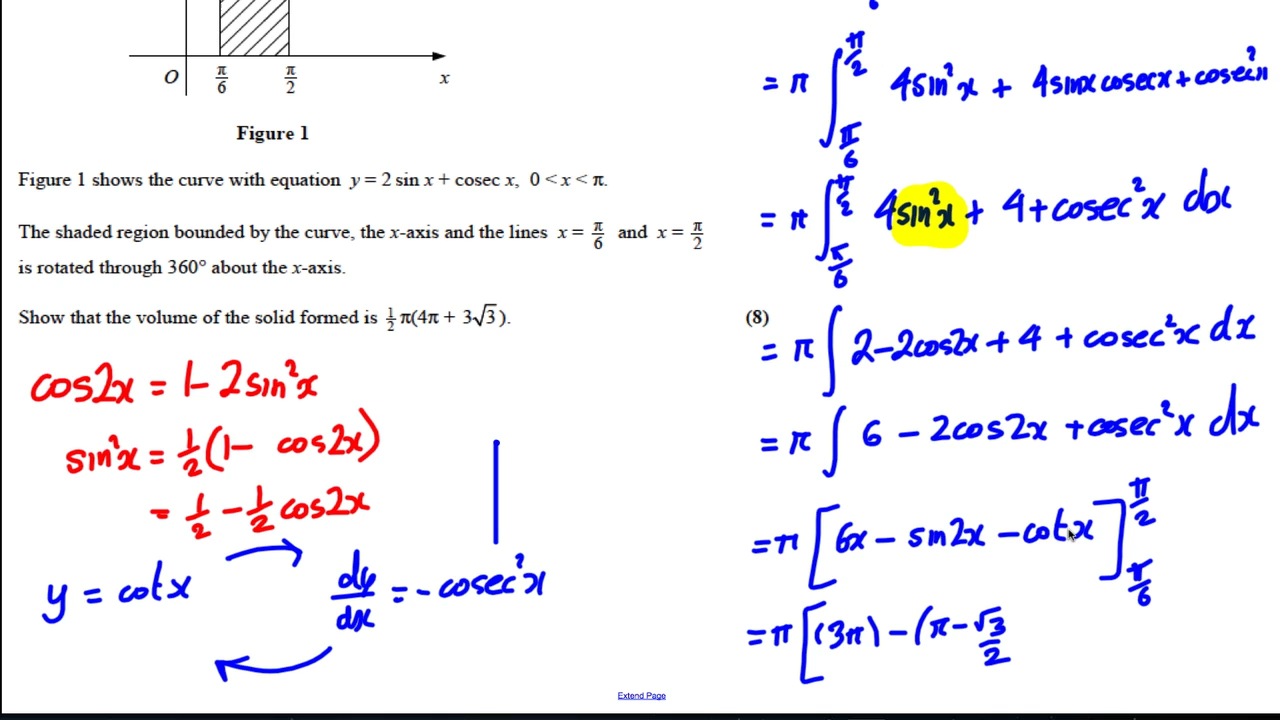 O π/6 π/2 x
Figure 1
Figure 1 shows the curve with equation y = 2 sin x + cosec x, 0 < x < π.
The shaded region bounded by the curve, the x-axis and the lines x = π/6 and x = π/2
is rotated through 360° about the x-axis.
Show that the volume of the solid formed is ½π(4π + 3√3).
(8)
cos2x = 1 - 2sin²x
sin²x = ½(1 - cos2x)
= ½ - ½cos2x
y = cotx dy/dx = -cosec²x
= π ∫_{π/6}^{π/2} 4sin²x + 4sinx cosecx + cosec²x
= π ∫_{π/6}^{π/2} 4sin²x + 4 + cosec²x dx
= π ∫ 2 - 2cos2x + 4 + cosec²x dx
= π ∫ 6 - 2cos2x + cosec²x dx
= π [6x - sin2x - cotx]_{π/6}^{π/2}
= π [(3π) - (π - √3/2
Extend Page